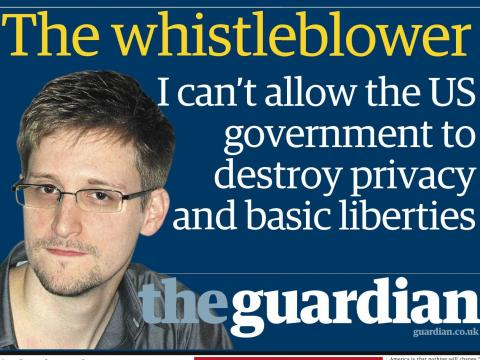 The whistleblower
I can't allow the US
government to
destroy privacy
and basic liberties
theguardian
guardian.co.uk